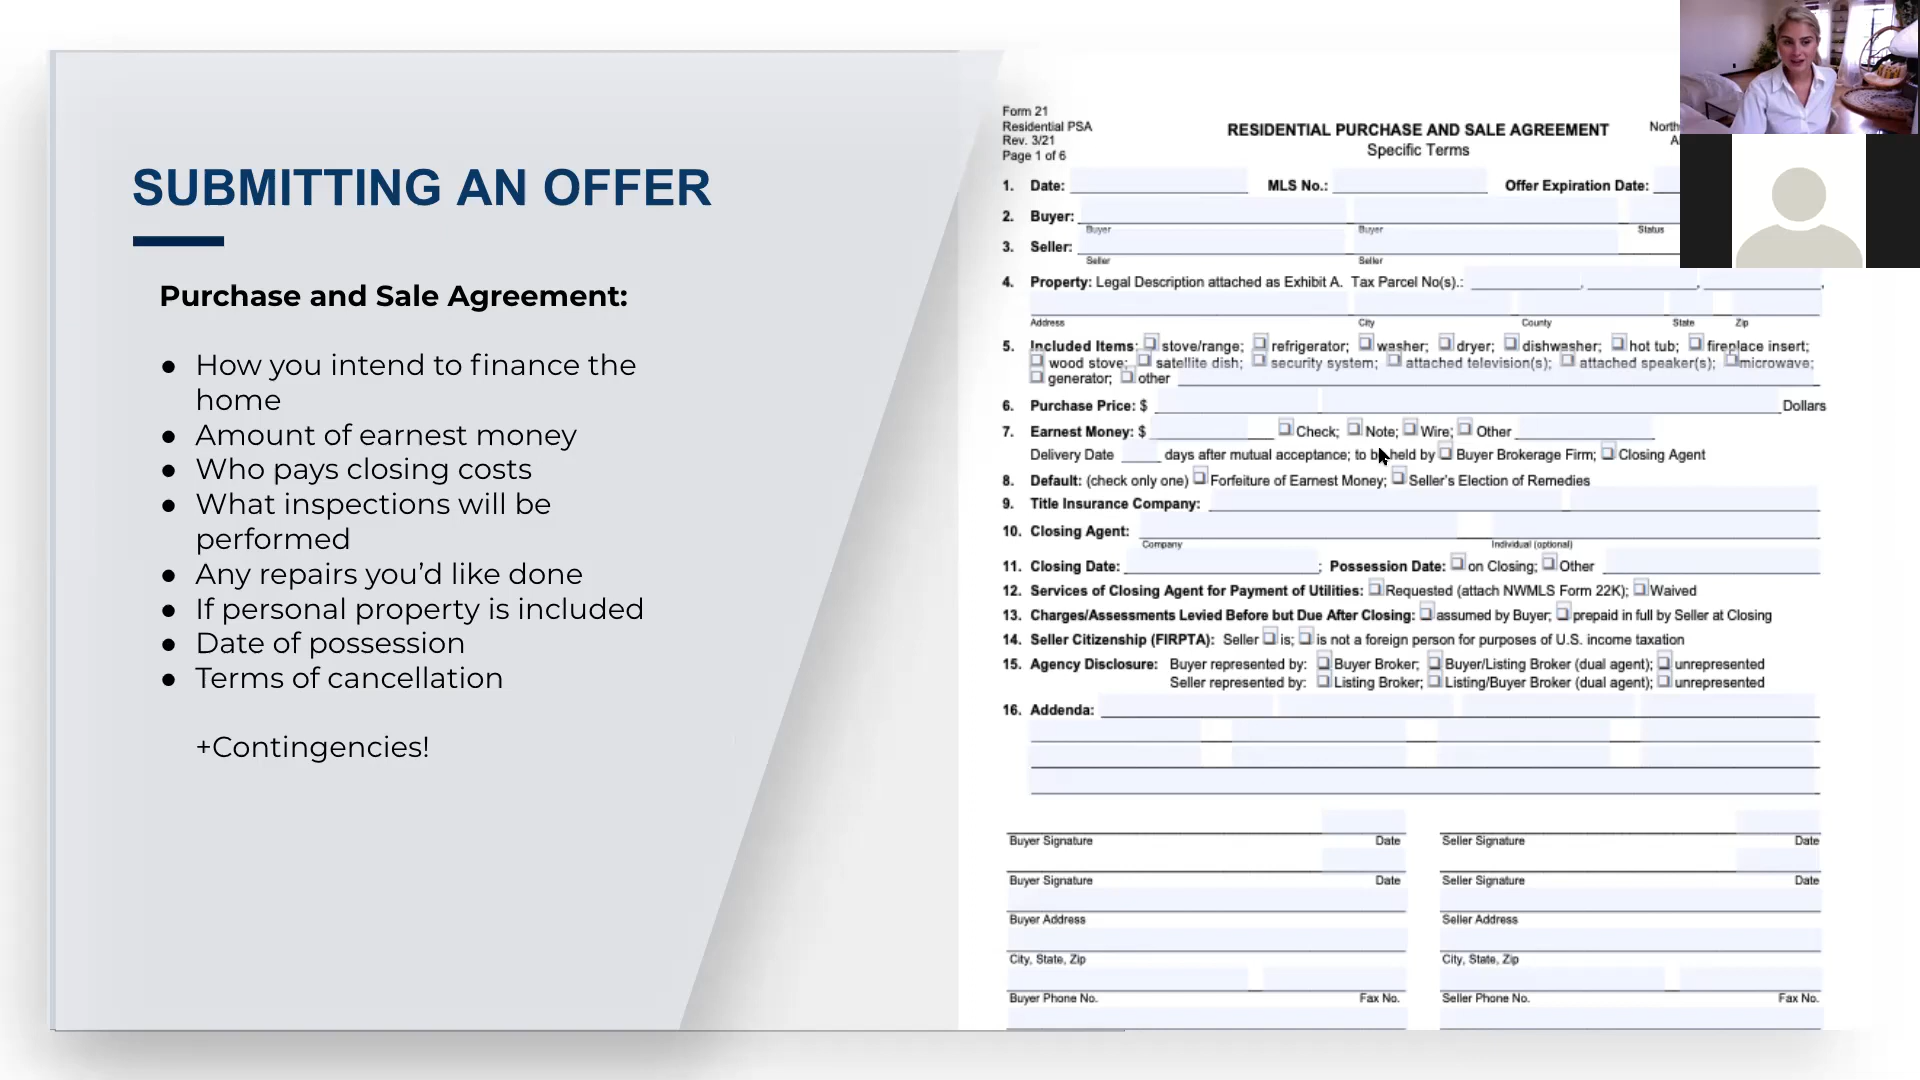 SUBMITTING AN OFFER
Purchase and Sale Agreement:
● How you intend to finance the
home
● Amount of earnest money
● Who pays closing costs
● What inspections will be
performed
● Any repairs you’d like done
● If personal property is included
● Date of possession
● Terms of cancellation
+Contingencies!
Form 21
Residential PSA
Rev. 3/21
Page 1 of 6
RESIDENTIAL PURCHASE AND SALE AGREEMENT
Specific Terms
1. Date: MLS No.: Offer Expiration Date:
2. Buyer:
Buyer Buyer Status
3. Seller:
Seller Seller
4. Property: Legal Description attached as Exhibit A. Tax Parcel No(s).: , , ,
Address City County State Zip
5. Included Items: ❑ stove/range; ❑ refrigerator; ❑ washer; ❑ dryer; ❑ dishwasher; ❑ hot tub; ❑ fireplace insert;
❑ wood stove; ❑ satellite dish; ❑ security system; ❑ attached television(s); ❑ attached speaker(s); ❑ microwave;
❑ generator; ❑ other
6. Purchase Price: $ Dollars
7. Earnest Money: $ ❑ Check; ❑ Note; ❑ Wire; ❑ Other
Delivery Date days after mutual acceptance; to be held by ❑ Buyer Brokerage Firm; ❑ Closing Agent
8. Default: (check only one) ❑ Forfeiture of Earnest Money; ❑ Seller's Election of Remedies
9. Title Insurance Company:
10. Closing Agent:
Company Individual (optional)
11. Closing Date: ; Possession Date: ❑ on Closing; ❑ Other
12. Services of Closing Agent for Payment of Utilities: ❑ Requested (attach NWMLS Form 22K); ❑ Waived
13. Charges/Assessments Levied Before but Due After Closing: ❑ assumed by Buyer; ❑ prepaid in full by Seller at Closing
14. Seller Citizenship (FIRPTA): Seller ❑ is; ❑ is not a foreign person for purposes of U.S. income taxation
15. Agency Disclosure: Buyer represented by: ❑ Buyer Broker; ❑ Buyer/Listing Broker (dual agent); ❑ unrepresented
Seller represented by: ❑ Listing Broker; ❑ Listing/Buyer Broker (dual agent); ❑ unrepresented
16. Addenda:
Buyer Signature Date Seller Signature Date
Buyer Signature Date Seller Signature Date
Buyer Address Seller Address
City, State, Zip City, State, Zip
Buyer Phone No. Fax No. Seller Phone No. Fax No.